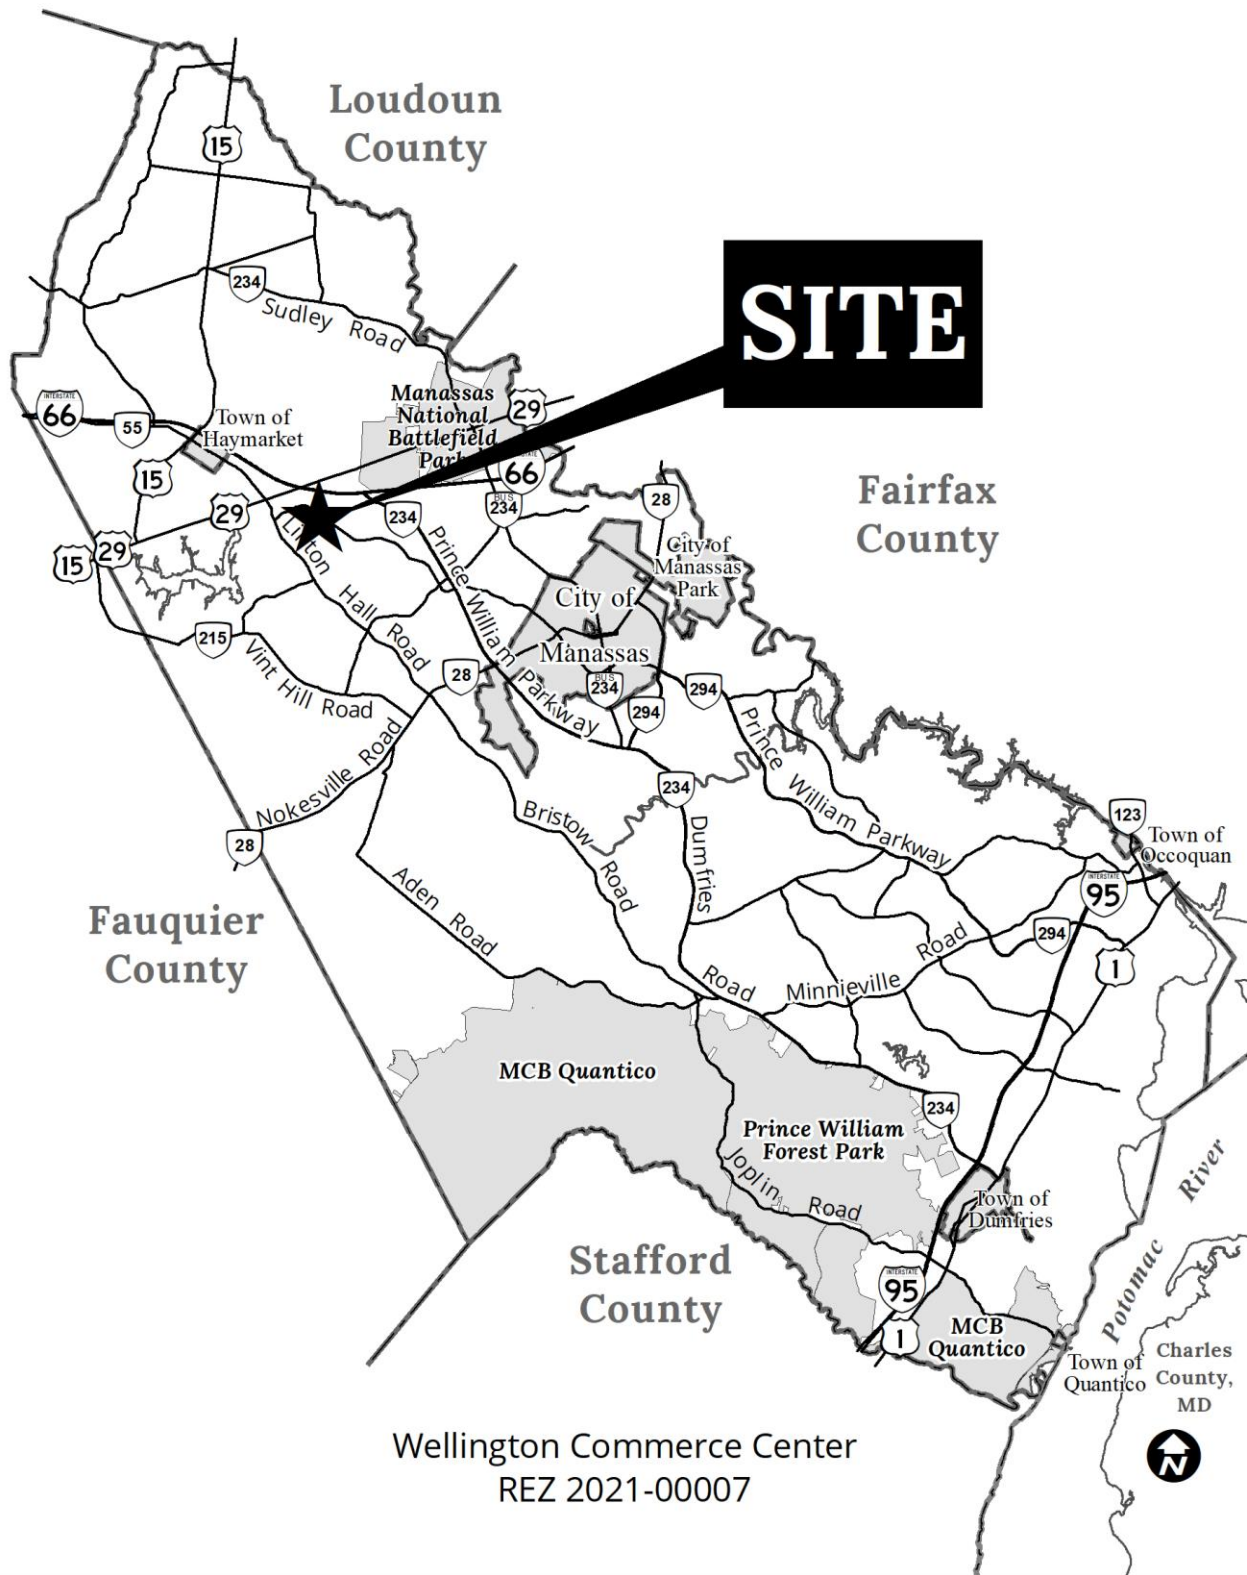 Loudoun
County
15
234
Sudley Road
SITE
Manassas
National
Battlefield
Park
29
INTERSTATE
66
55
Town of
Haymarket
15
INTERSTATE
66
Fairfax
County
29
234
BUS
234
28
29
15
Linton Hall Road
Prince William Parkway
City of
Manassas
Park
City of
Manassas
215
Vint Hill Road
28
BUS
234
294
294
Nokesville Road
28
234
Prince William Parkway
Bristow Road
Dumfries Road
123
Town of
Occoquan
INTERSTATE
95
Aden Road
Fauquier
County
294
Minnieville Road
1
MCB Quantico
234
Prince William
Forest Park
Joplin Road
Town of
Dumfries
Potomac River
Stafford
County
INTERSTATE
95
1
MCB
Quantico
Town of
Quantico
Charles
County,
MD
N
Wellington Commerce Center
REZ 2021-00007